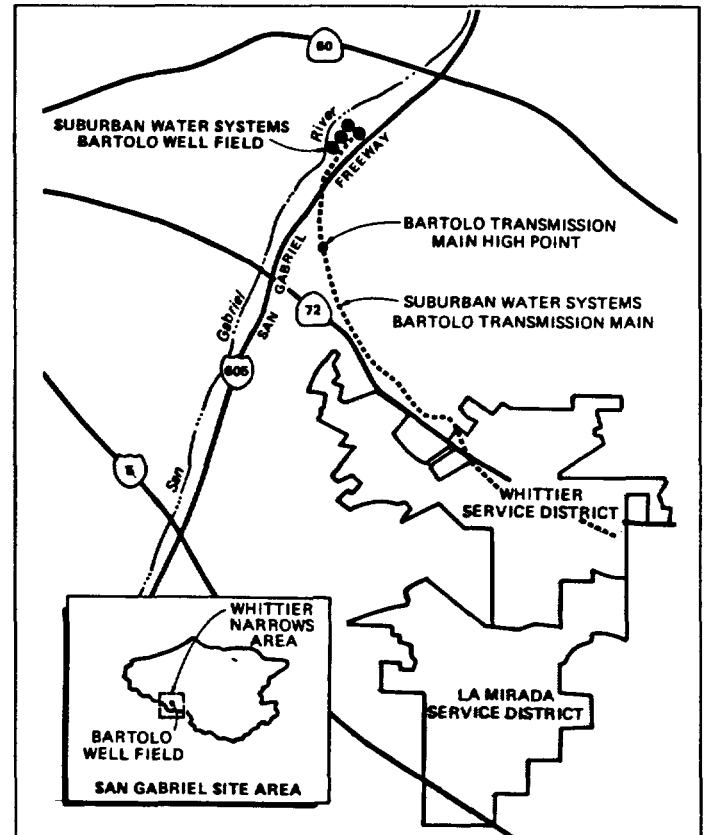 60
SUBURBAN WATER SYSTEMS
BARTOLO WELL FIELD
River
FREEWAY
BARTOLO TRANSMISSION
MAIN HIGH POINT
GABRIEL
Gabriel
SAN
72
SUBURBAN WATER SYSTEMS
BARTOLO TRANSMISSION MAIN
605
5
San
WHITTIER
SERVICE DISTRICT
WHITTIER
NARROWS
AREA
LA MIRADA
SERVICE DISTRICT
BARTOLO
WELL FIELD
SAN GABRIEL SITE AREA